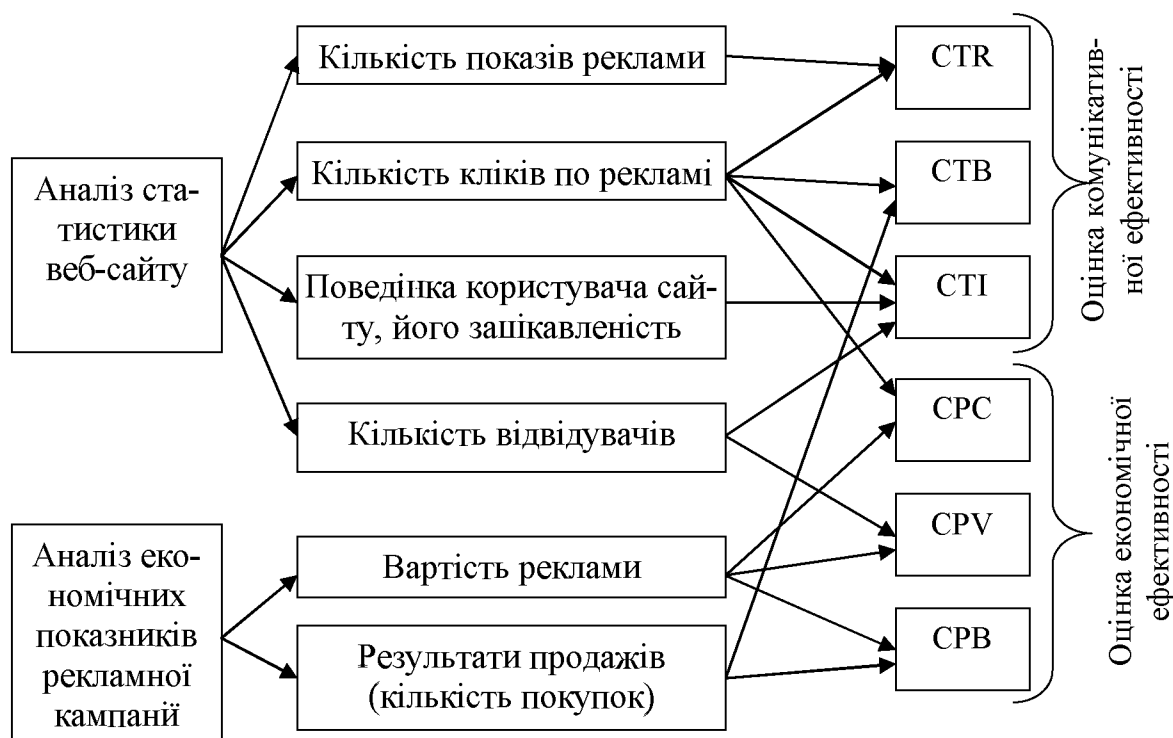 Аналіз ста-
тистики
веб-сайту
Аналіз еко-
номічних
показників
рекламної
кампанії
Кількість показів реклами
Кількість кліків по рекламі
Поведінка користувача сай-
ту, його зашікавленість
Кількість відвідувачів
Вартість реклами
Результати продажів
(кількість покупок)
CTR
CTB
CTI
CPC
CPV
CPB
Оцінка комунікатив-
ної ефективності
Оцінка економічної
ефективності